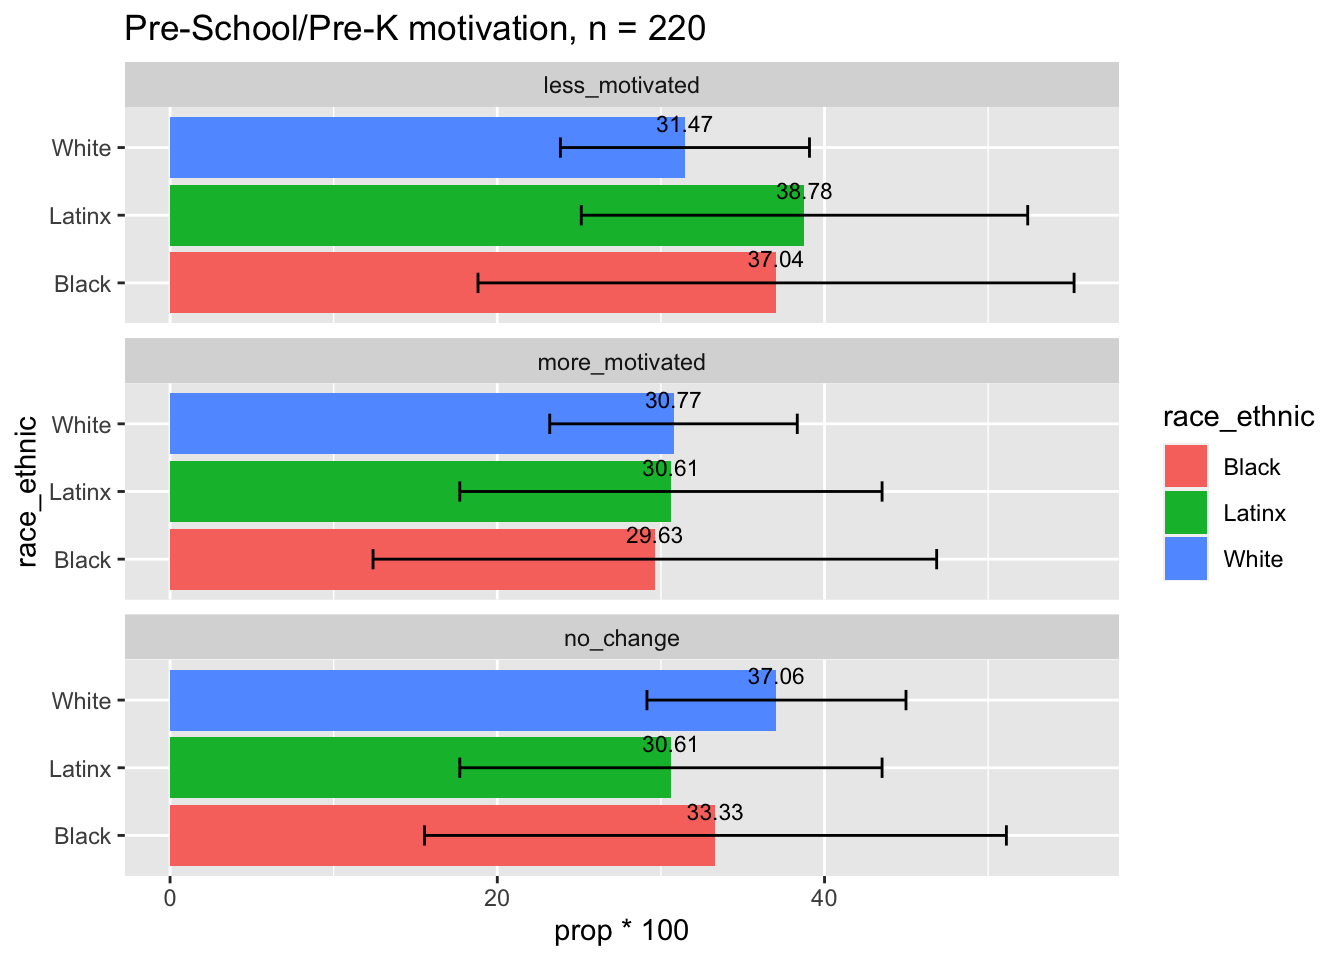 Pre-School/Pre-K motivation, n = 220
less_motivated
White
31.47
Latinx
38.78
Black
37.04
more_motivated
White
30.77
Latinx
30.61
Black
29.63
no_change
White
37.06
Latinx
30.61
Black
33.33
0 20 40
prop * 100
race_ethnic
race_ethnic
Black
Latinx
White